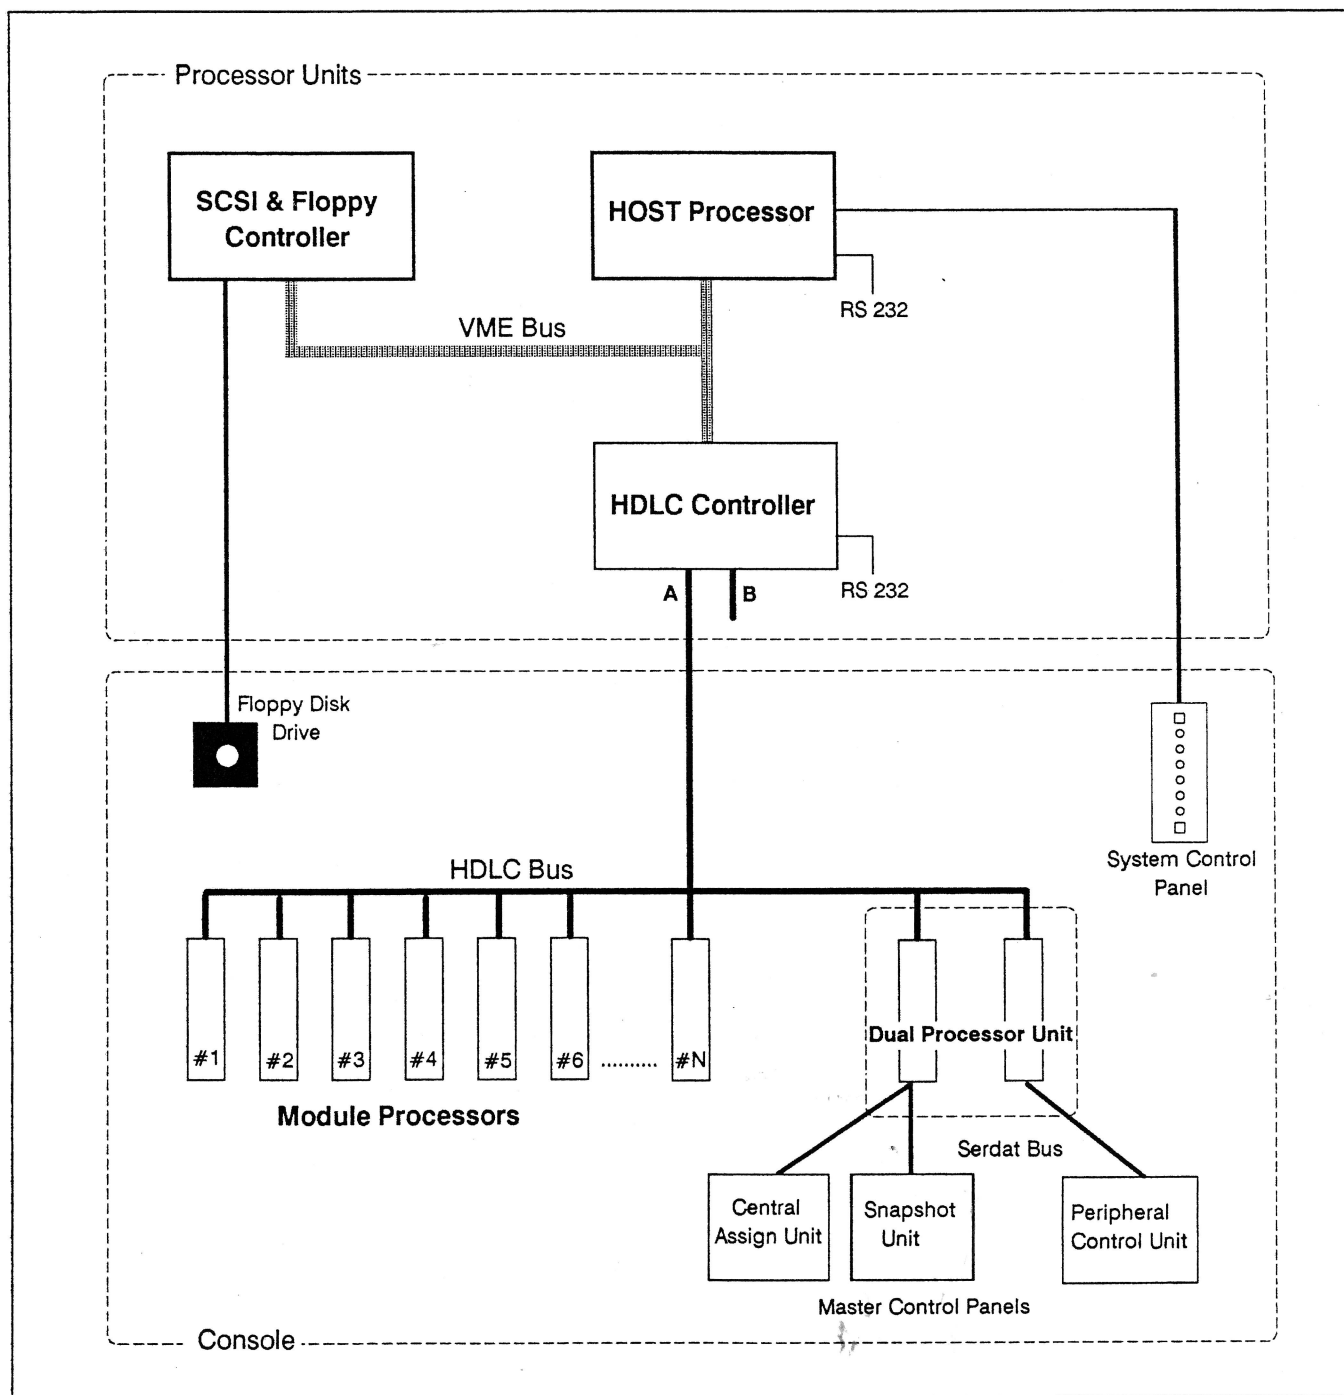 Processor Units
SCSI & Floppy
Controller
HOST Processor
RS 232
VME Bus
HDLC Controller
RS 232
A
B
Floppy Disk
Drive
System Control
Panel
HDLC Bus
#1
#2
#3
#4
#5
#6
..........
#N
Dual Processor Unit
Module Processors
Serdat Bus
Central
Assign Unit
Snapshot
Unit
Peripheral
Control Unit
Master Control Panels
Console